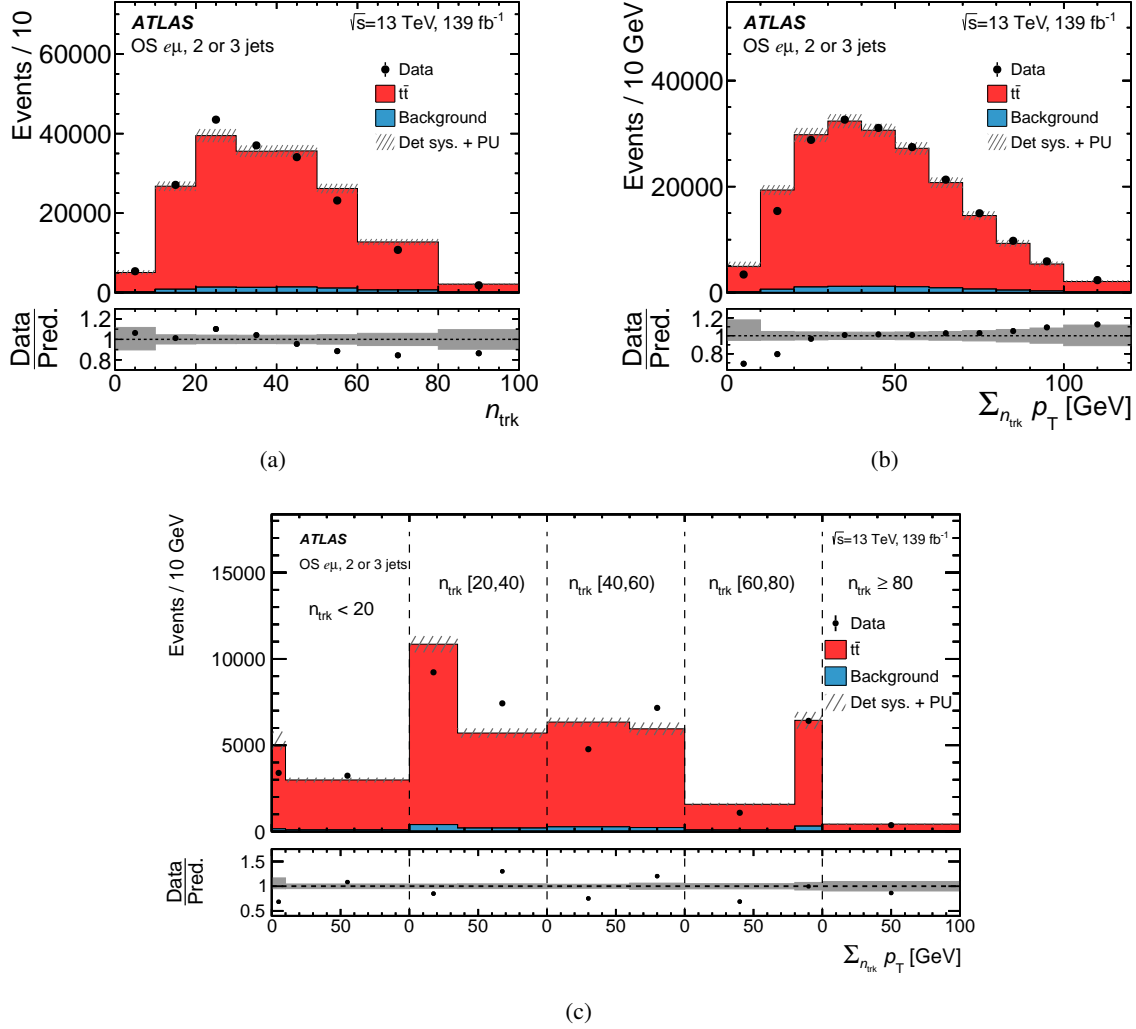 ATLAS
√s=13 TeV, 139 fb⁻¹
OS eμ, 2 or 3 jets
Data
tt̄
Background
Det sys. + PU
Events / 10
60000
40000
20000
0
Data
Pred.
1.2
1
0.8
0 20 40 60 80 100
n_trk
(a)
ATLAS
√s=13 TeV, 139 fb⁻¹
OS eμ, 2 or 3 jets
Data
tt̄
Background
Det sys. + PU
Events / 10 GeV
40000
20000
0
Data
Pred.
1.2
1
0.8
0 50 100
Σ_{n_trk} p_T [GeV]
(b)
ATLAS
√s=13 TeV, 139 fb⁻¹
OS eμ, 2 or 3 jets
n_trk < 20
n_trk [20,40)
n_trk [40,60)
n_trk [60,80)
n_trk ≥ 80
Data
tt̄
Background
Det sys. + PU
Events / 10 GeV
15000
10000
5000
0
Data
Pred.
1.5
1
0.5
0 50 0 50 0 50 0 50 0 50 100
Σ_{n_trk} p_T [GeV]
(c)